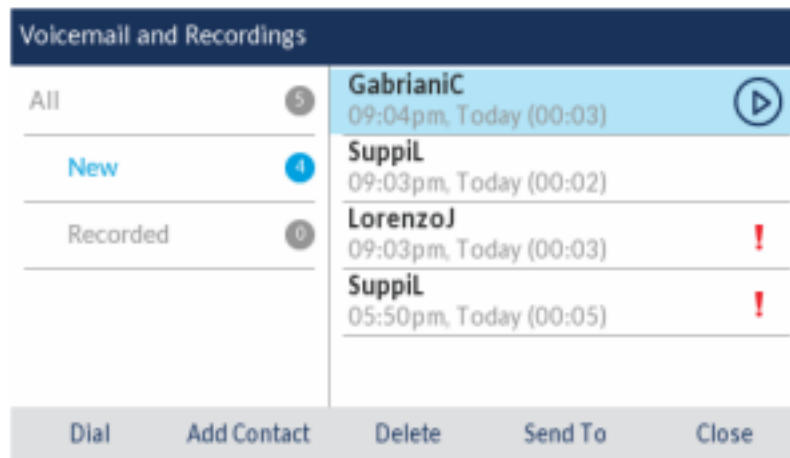 Voicemail and Recordings
All 5
New 4
Recorded 0
GabrianiC
09:04pm, Today (00:03)
SuppiL
09:03pm, Today (00:02)
LorenzoJ
09:03pm, Today (00:03)
!
SuppiL
05:50pm, Today (00:05)
!
Dial Add Contact Delete Send To Close